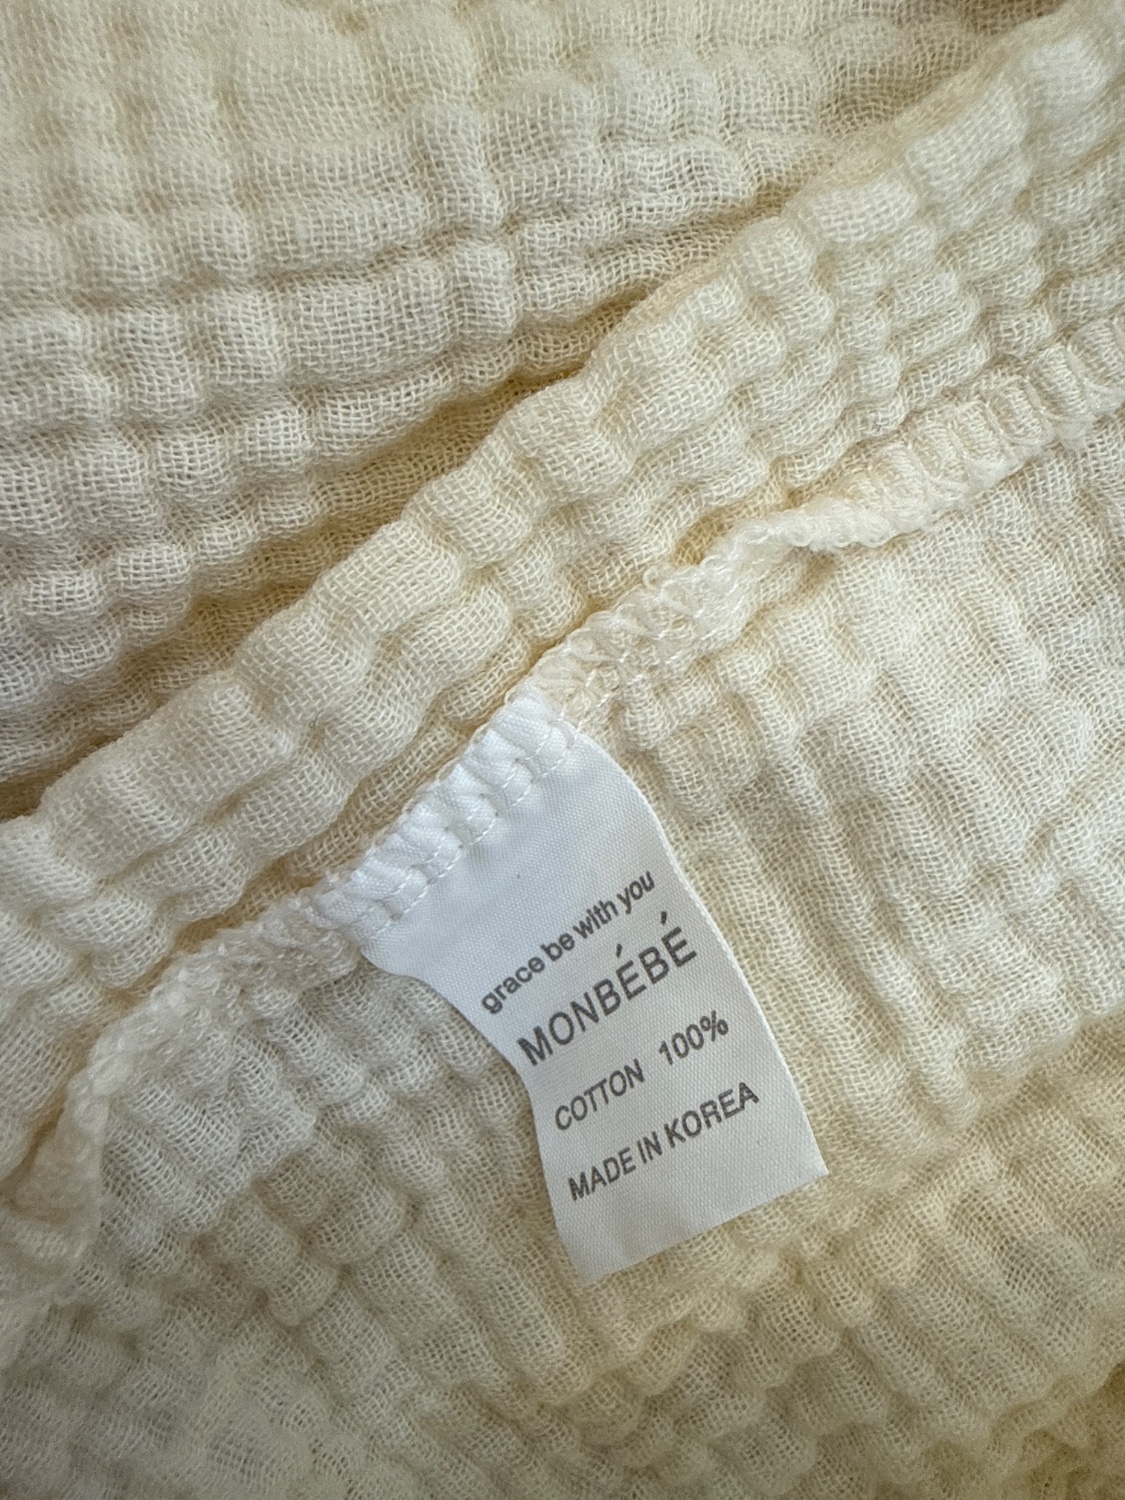 grace be with you
MONBÉBÉ
COTTON 100%
MADE IN KOREA